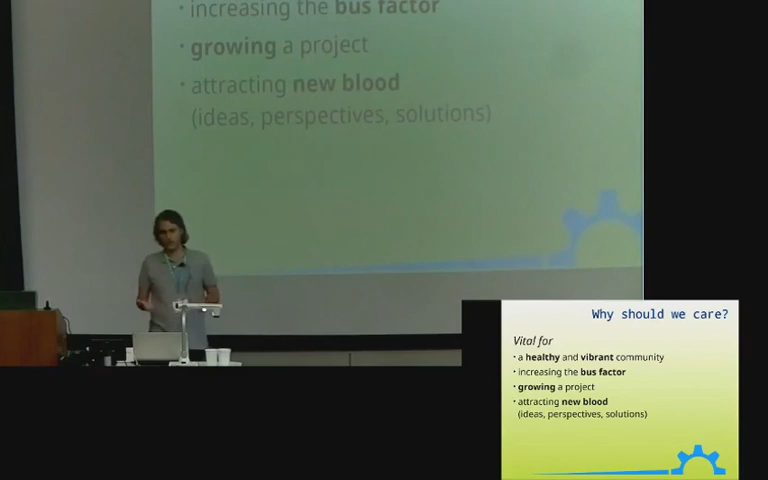 • increasing the bus factor
• growing a project
• attracting new blood
(ideas, perspectives, solutions)
Why should we care?
Vital for
• a healthy and vibrant community
• increasing the bus factor
• growing a project
• attracting new blood
(ideas, perspectives, solutions)